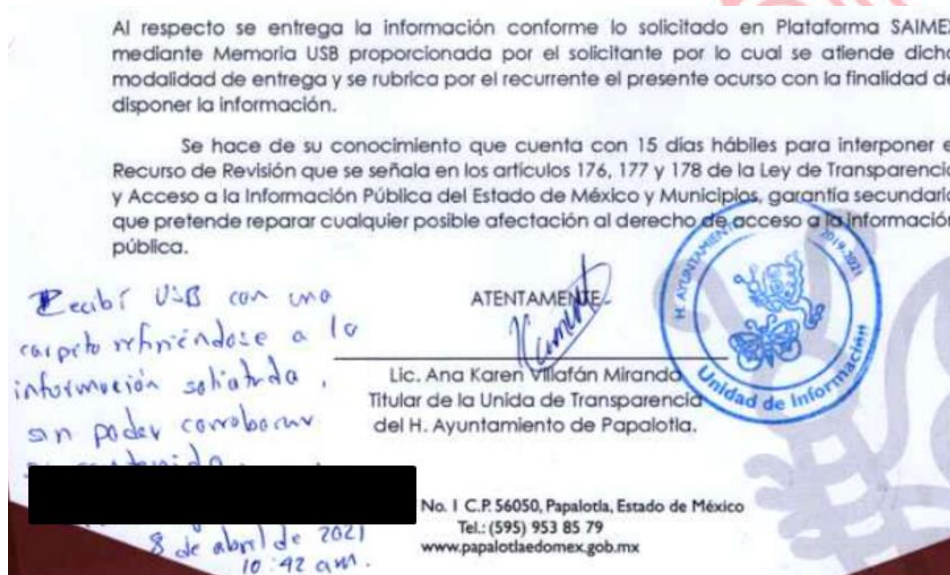 Al respecto se entrega la información conforme lo solicitado en Plataforma SAIMEX
mediante Memoria USB proporcionada por el solicitante por lo cual se atiende dicha
modalidad de entrega y se rubrica por el recurrente el presente ocurso con la finalidad de
disponer la información.
Se hace de su conocimiento que cuenta con 15 días hábiles para interponer e
Recurso de Revisión que se señala en los artículos 176, 177 y 178 de la Ley de Transparencia
y Acceso a la Información Pública del Estado de México y Municipios, garantía secundaria
que pretende reparar cualquier posible afectación al derecho de acceso a la información
pública.
Recibí USB con una
carpeta refiriéndose a la
información solicitada,
sin poder corroborar
su contenido
8 de abril de 2021
10:42 am.
ATENTAMENTE
Lic. Ana Karen Villafán Miranda
Titular de la Unida de Transparencia
del H. Ayuntamiento de Papalotla.
H. AYUNTAMIENTO 2019-2021
Unidad de Información
No. 1 C.P. 56050, Papalotla, Estado de México
Tel.: (595) 953 85 79
www.papalotlaedomex.gob.mx